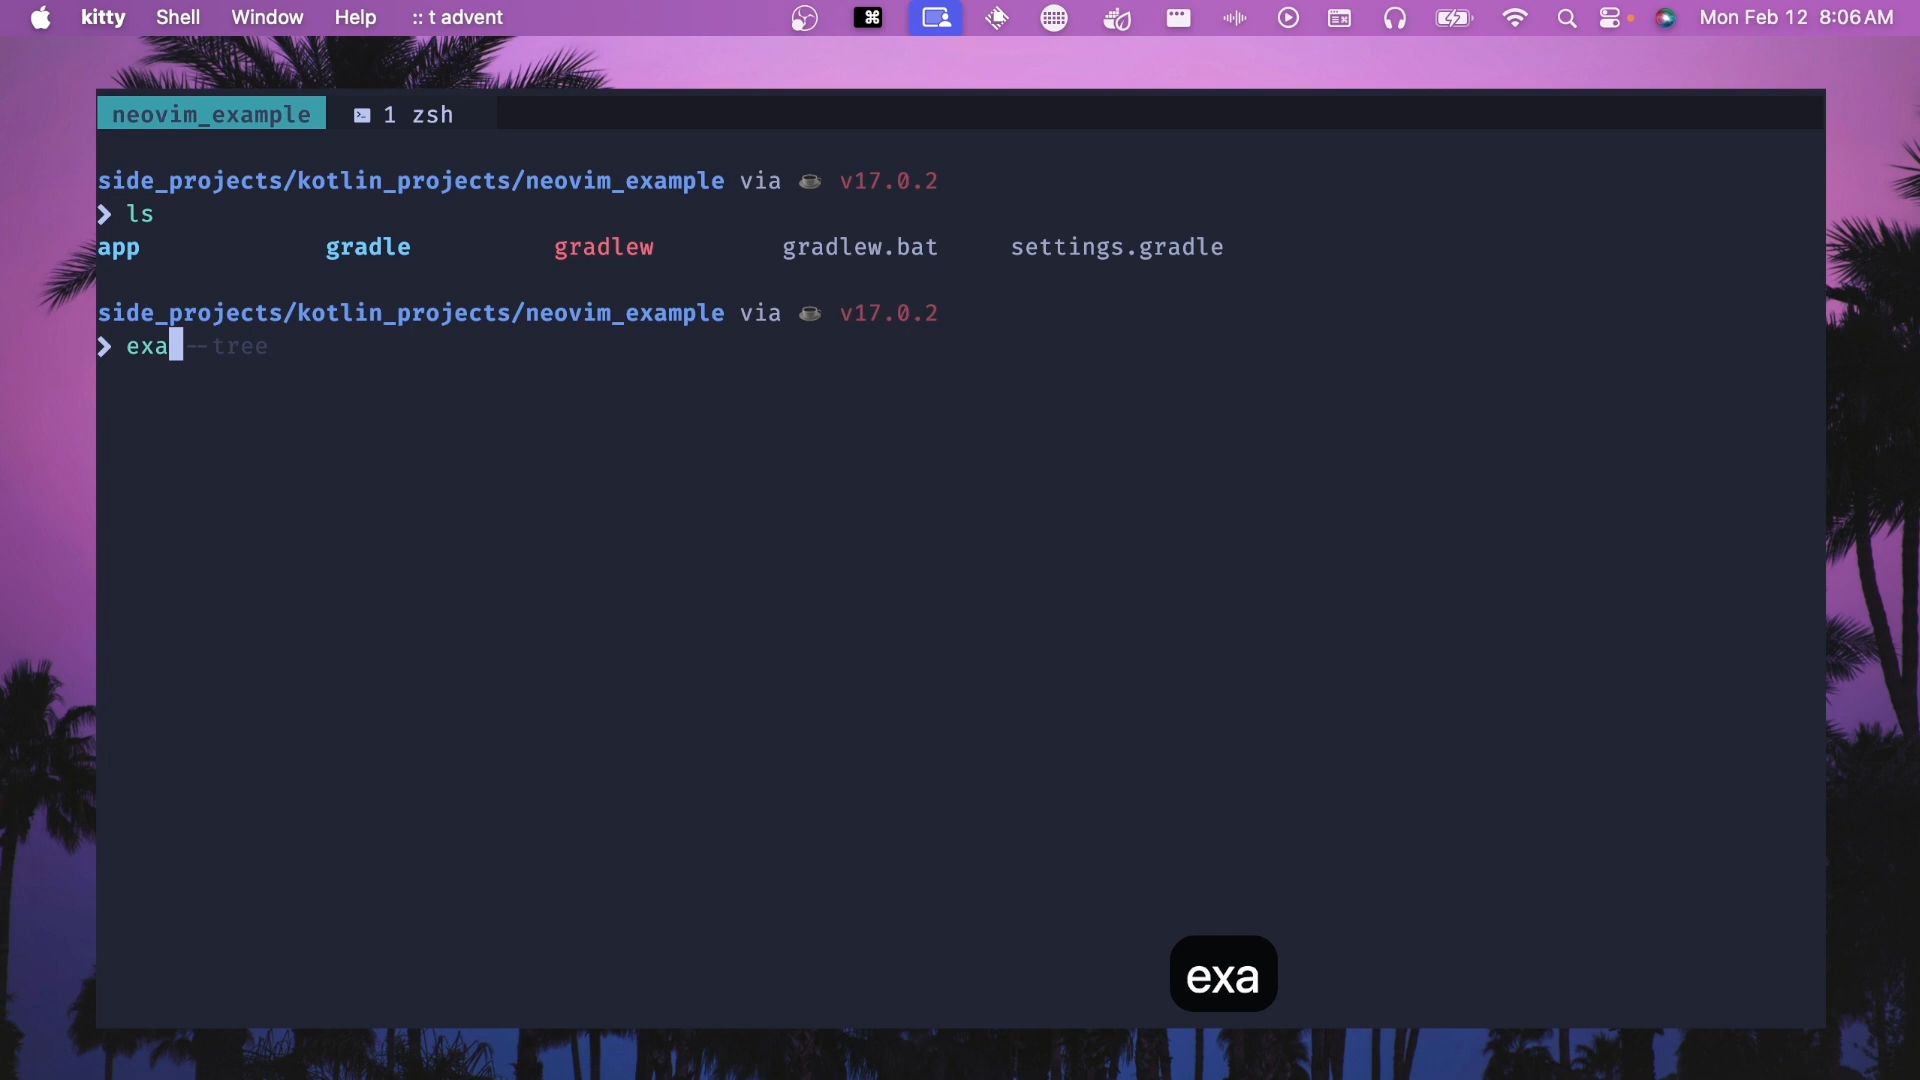 kitty Shell Window Help :: t advent Mon Feb 12 8:06 AM
neovim_example 1 zsh
side_projects/kotlin_projects/neovim_example via v17.0.2
❯ ls
app gradle gradlew gradlew.bat settings.gradle
side_projects/kotlin_projects/neovim_example via v17.0.2
❯ exa --tree
exa